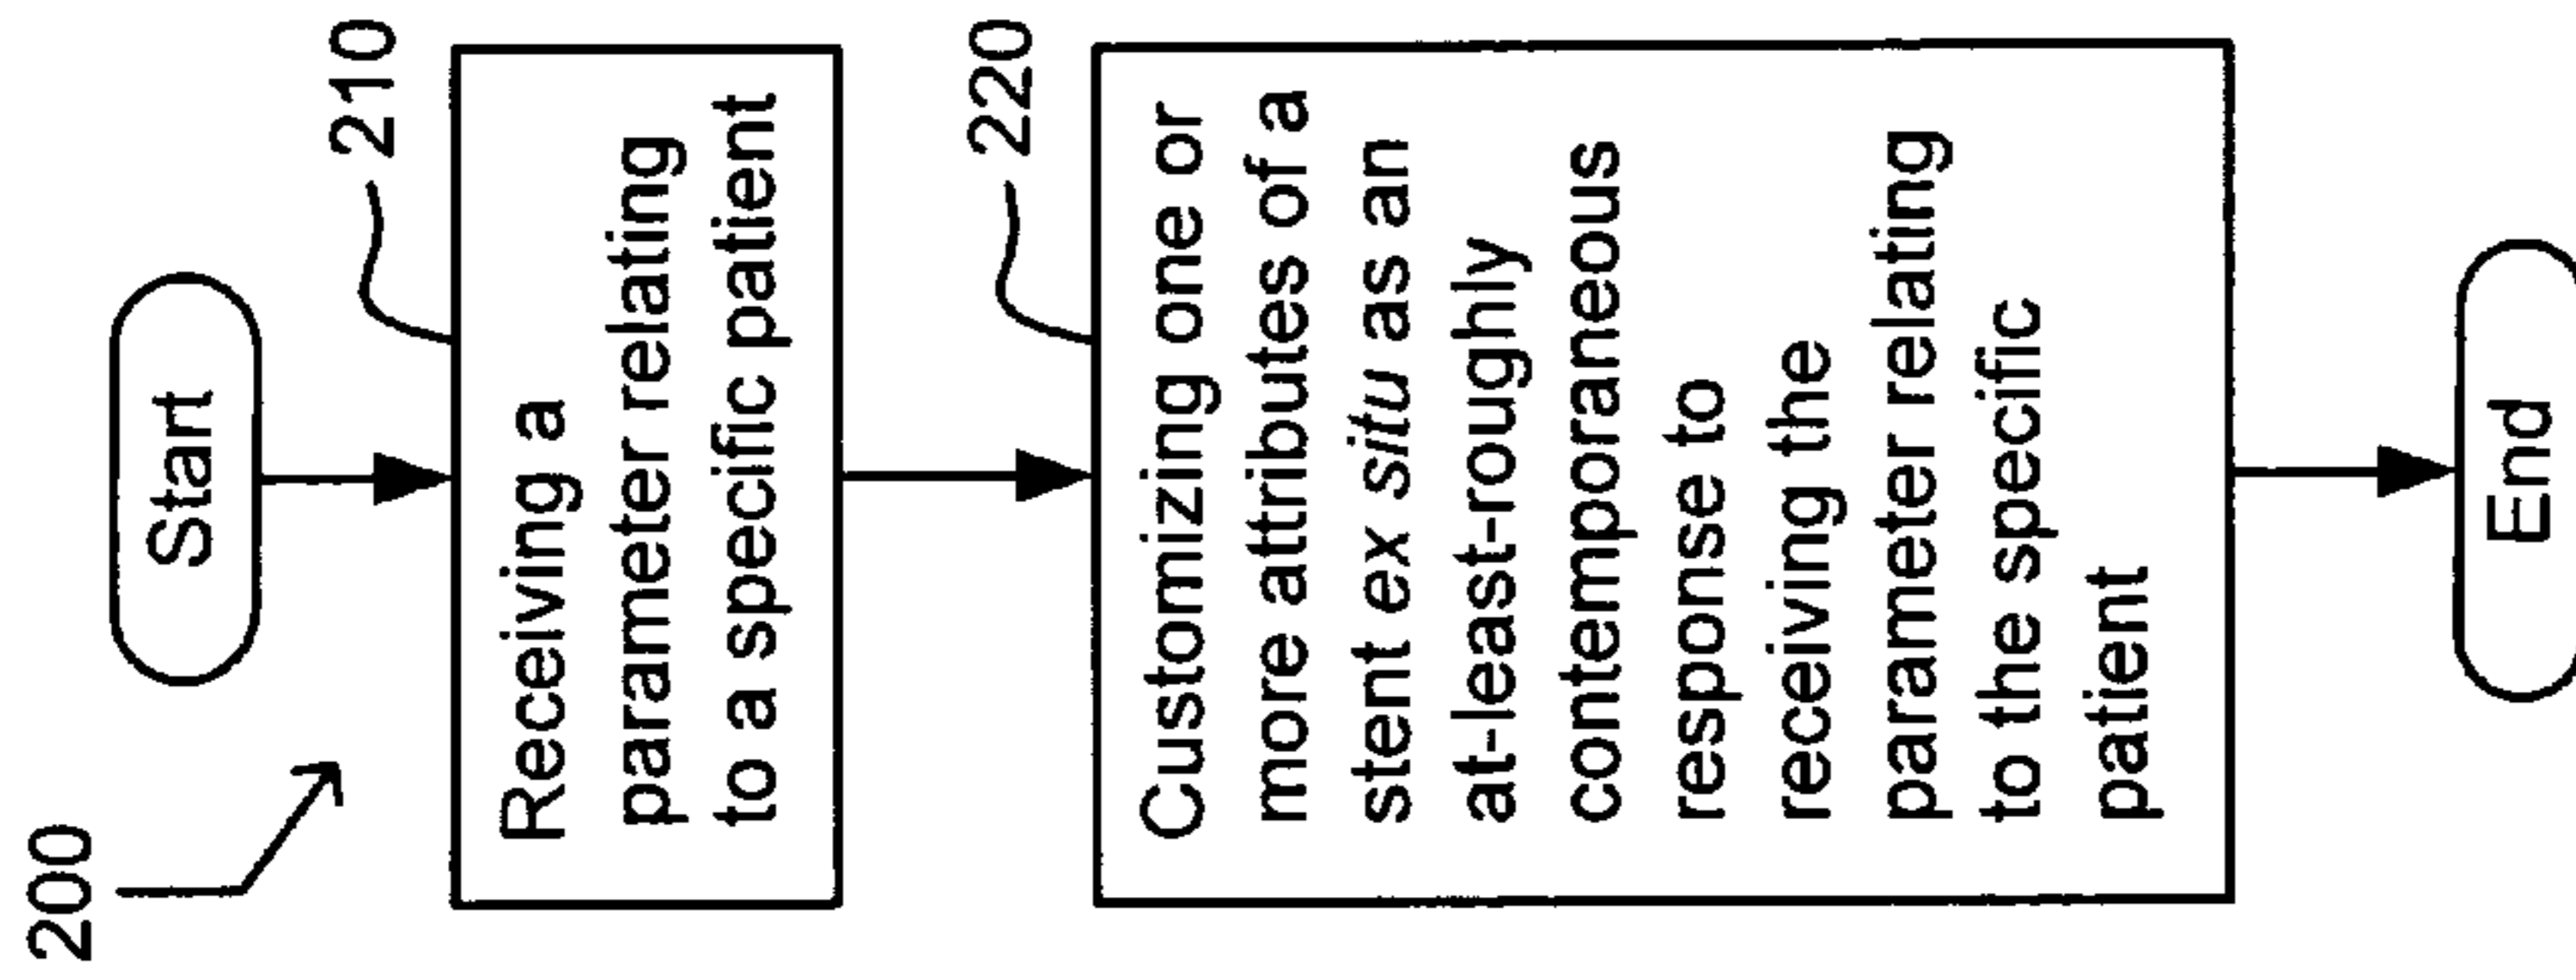 200
Start
210
Receiving a
parameter relating
to a specific patient
220
Customizing one or
more attributes of a
stent ex situ as an
at-least-roughly
contemporaneous
response to
receiving the
parameter relating
to the specific
patient
End